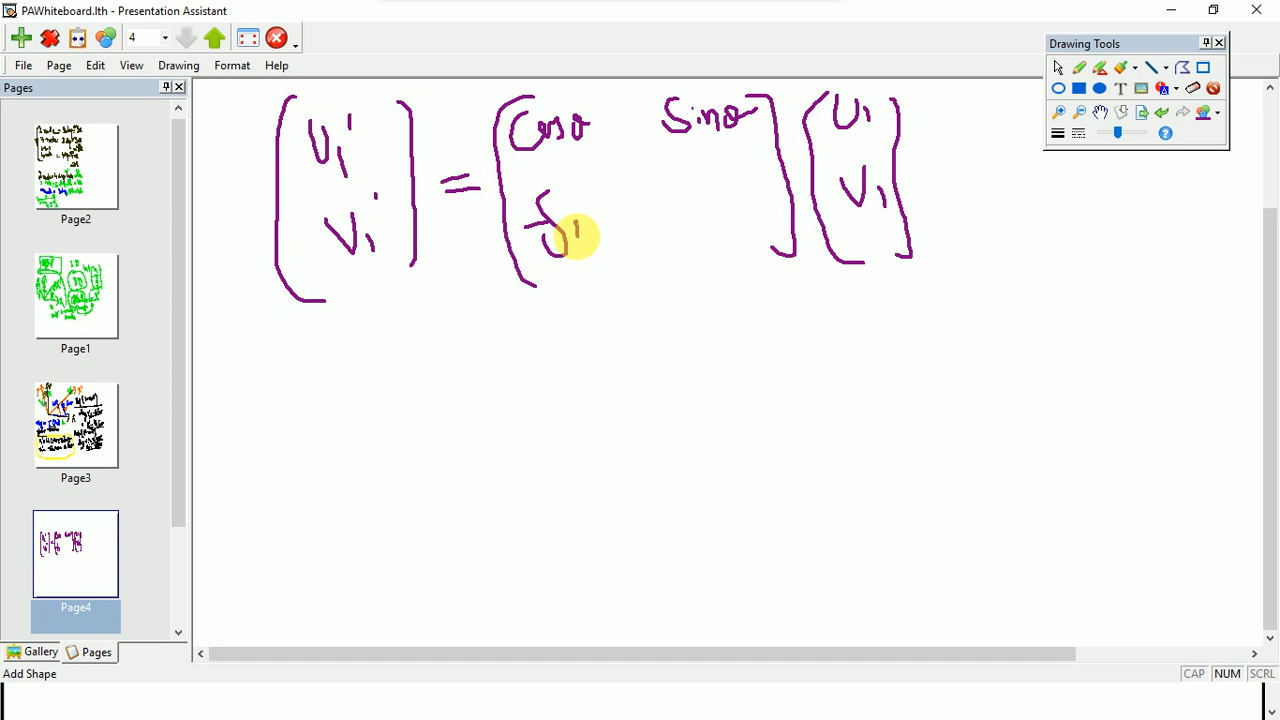 PAWhiteboard.lth - Presentation Assistant
4
File Page Edit View Drawing Format Help
Pages
Drawing Tools
Page2
Page1
Page3
Page4
Gallery Pages
Add Shape
CAP NUM SCRL
U₁' = Cosθ Sinθ U₁
V₁' -Si V₁